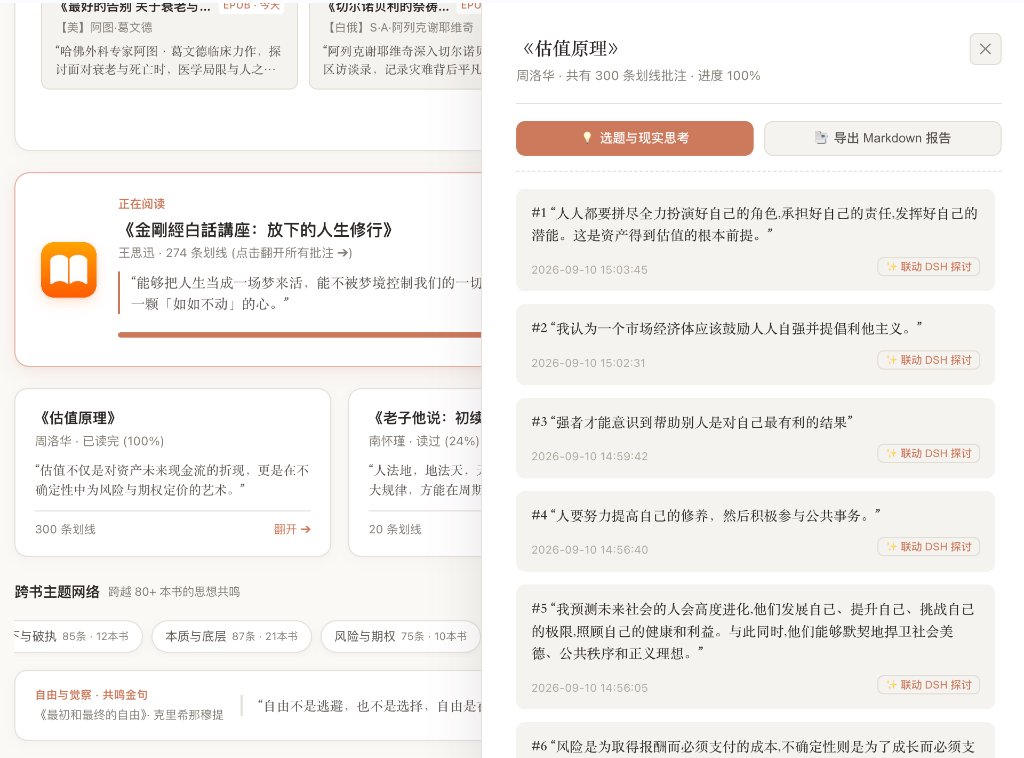 《最好的告别 关于衰老与...
EPUB · 今天
【美】阿图·葛文德
“哈佛外科专家阿图 · 葛文德临床力作，探
讨面对衰老与死亡时，医学局限与人之…
《切尔诺贝利的祭祷...
【白俄】S·A·阿列克谢耶维奇
“阿列克谢耶维奇深入切尔诺贝
区访谈录，记录灾难背后平凡
正在阅读
《金剛經白話講座：放下的人生修行》
王思迅 · 274 条划线 (点击翻开所有批注 →)
“能够把人生当成一场梦来活，能不被梦境控制我们的一切
一颗「如如不动」的心。”
《估值原理》
周洛华 · 已读完 (100%)
“估值不仅是对资产未来现金流的折现，更是在不
确定性中为风险与期权定价的艺术。”
300 条划线
翻开 →
《老子他说：初续
南怀瑾 · 读过 (24%)
“人法地，地法天，
大规律，方能在周期
20 条划线
跨书主题网络 跨越 80+ 本书的思想共鸣
与破执 85条 · 12本书
本质与底层 87条 · 21本书
风险与期权 75条 · 10本书
自由与觉察 · 共鸣金句
《最初和最终的自由》· 克里希那穆提
“自由不是逃避，也不是选择，自由是
《估值原理》
周洛华 · 共有 300 条划线批注 · 进度 100%
💡 选题与现实思考
导出 Markdown 报告
#1 “人人都要拼尽全力扮演好自己的角色,承担好自己的责任,发挥好自己的
潜能。这是资产得到估值的根本前提。”
2026-09-10 15:03:45
✨ 联动 DSH 探讨
#2 “我认为一个市场经济体应该鼓励人人自强并提倡利他主义。”
2026-09-10 15:02:31
✨ 联动 DSH 探讨
#3 “强者才能意识到帮助别人是对自己最有利的结果”
2026-09-10 14:59:42
✨ 联动 DSH 探讨
#4 “人要努力提高自己的修养，然后积极参与公共事务。”
2026-09-10 14:56:40
✨ 联动 DSH 探讨
#5 “我预测未来社会的人会高度进化,他们发展自己、提升自己、挑战自己
的极限,照顾自己的健康和利益。与此同时,他们能够默契地捍卫社会美
德、公共秩序和正义理想。”
2026-09-10 14:56:05
✨ 联动 DSH 探讨
#6 “风险是为取得报酬而必须支付的成本,不确定性则是为了成长而必须支